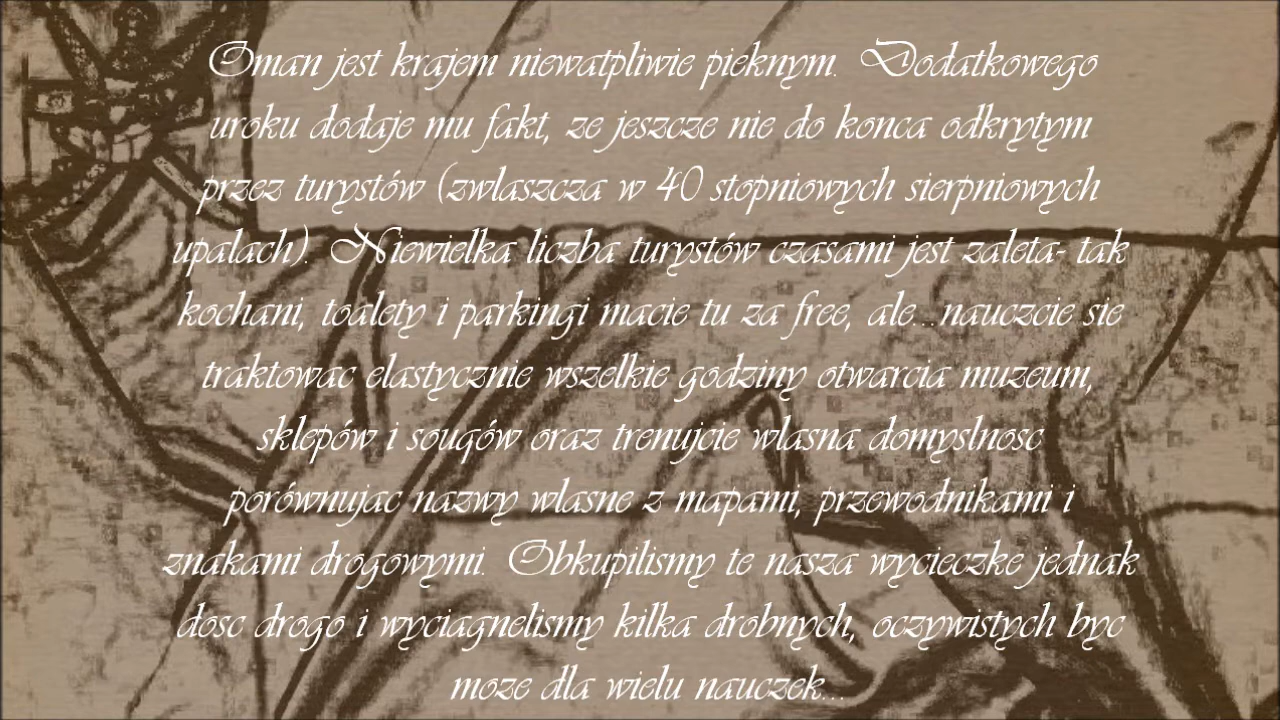 Oman jest krajem niewatpliwie pieknym. Dodatkowego
uroku dodaje mu fakt, ze jeszcze nie do konca odkrytym
przez turystów (zwlaszcza w 40 stopniowych sierpniowych
upalach). Niewielka liczba turystów czasami jest zaleta- tak
kochani, toalety i parkingi macie tu za free, ale...nauczcie sie
traktowac elastycznie wszelkie godziny otwarcia muzeum,
sklepów i souqów oraz trenujcie wlasna domyslnosc
porównujac nazwy wlasne z mapami, przewodnikami i
znakami drogowymi. Obkupilismy te nasza wycieczke jednak
dosc drogo i wyciagnelismy kilka drobnych, oczywistych byc
moze dla wielu nauczek...